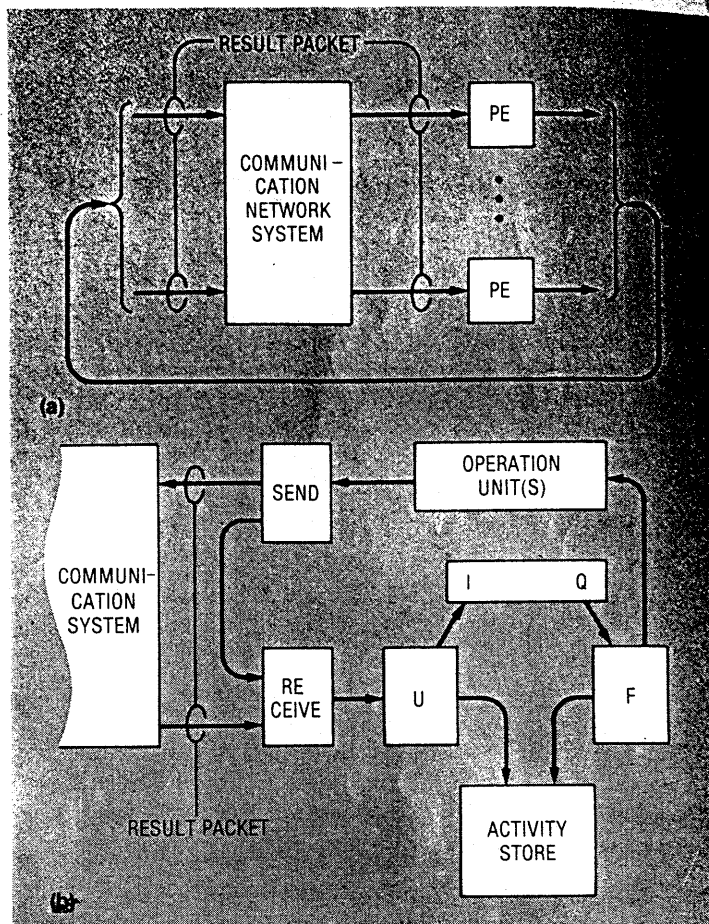 RESULT PACKET
COMMUNI-
CATION
NETWORK
SYSTEM
PE
PE
(a)
COMMUNI-
CATION
SYSTEM
SEND
OPERATION
UNIT(S)
I Q
RE
CEIVE
U
F
RESULT PACKET
ACTIVITY
STORE
(b)